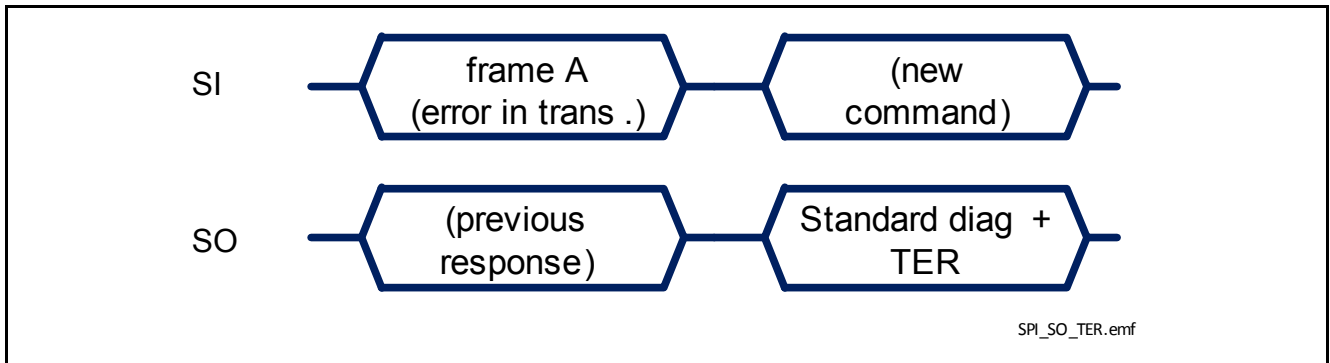 SI
frame A
(error in trans .)
(new
command)
SO
(previous
response)
Standard diag +
TER
SPI_SO_TER.emf